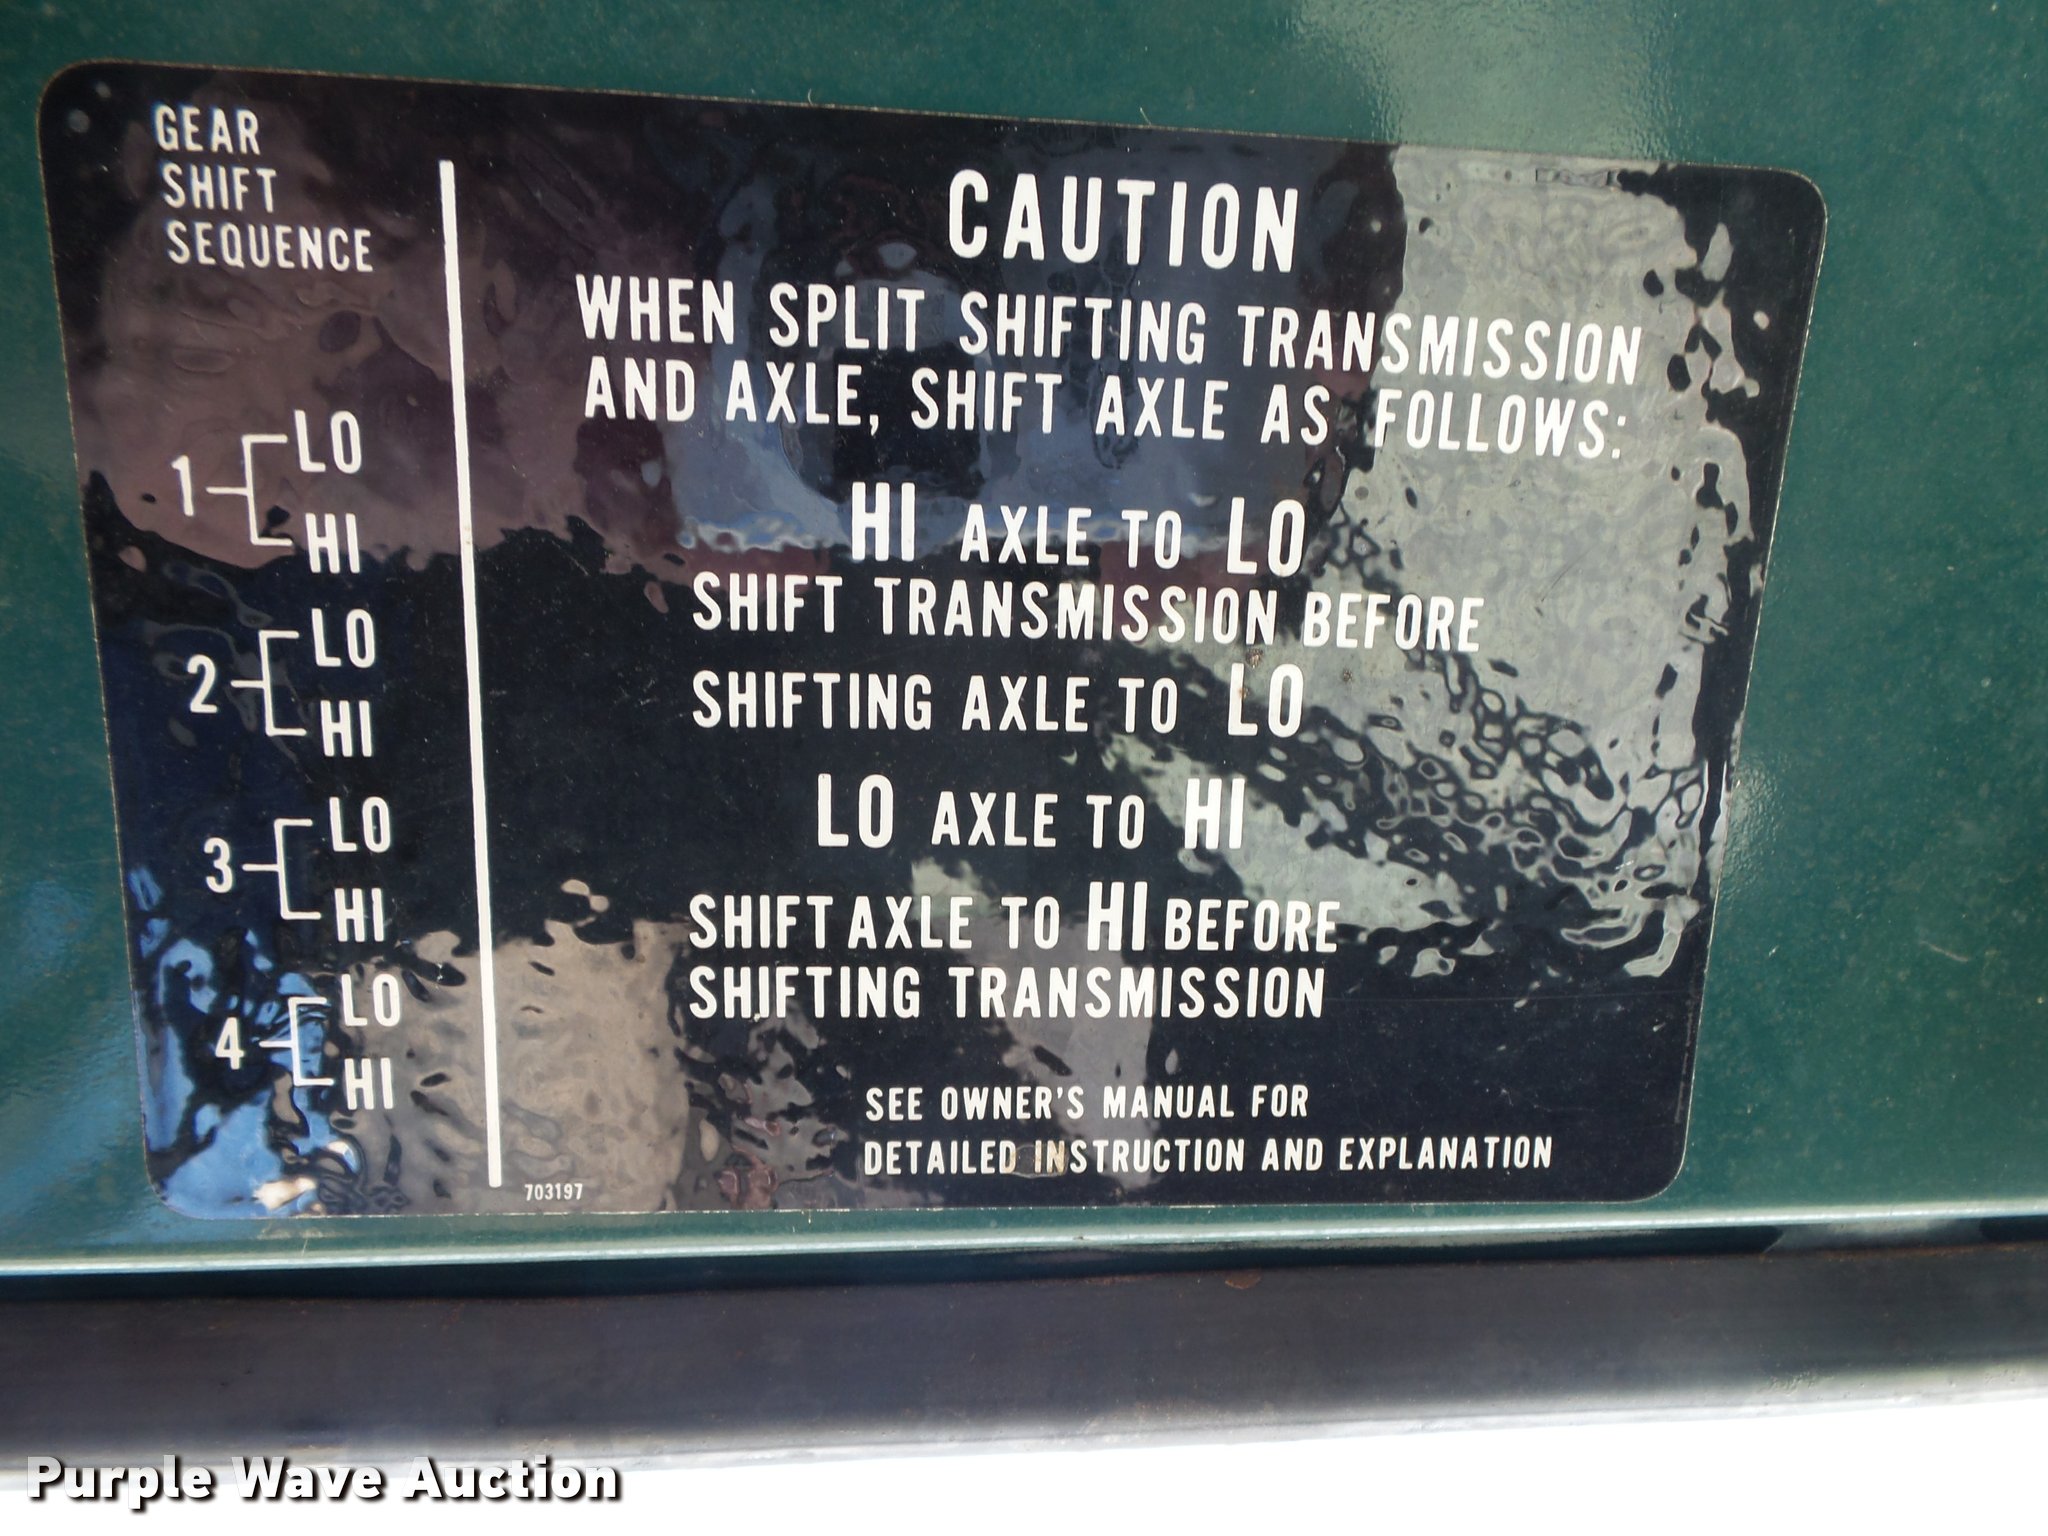 GEAR
SHIFT
SEQUENCE
1
LO
HI
2
LO
HI
3
LO
HI
4
LO
HI
CAUTION
WHEN SPLIT SHIFTING TRANSMISSION
AND AXLE, SHIFT AXLE AS FOLLOWS:
HI AXLE TO LO
SHIFT TRANSMISSION BEFORE
SHIFTING AXLE TO LO
LO AXLE TO HI
SHIFT AXLE TO HI BEFORE
SHIFTING TRANSMISSION
SEE OWNER'S MANUAL FOR
DETAILED INSTRUCTION AND EXPLANATION
703197
Purple Wave Auction